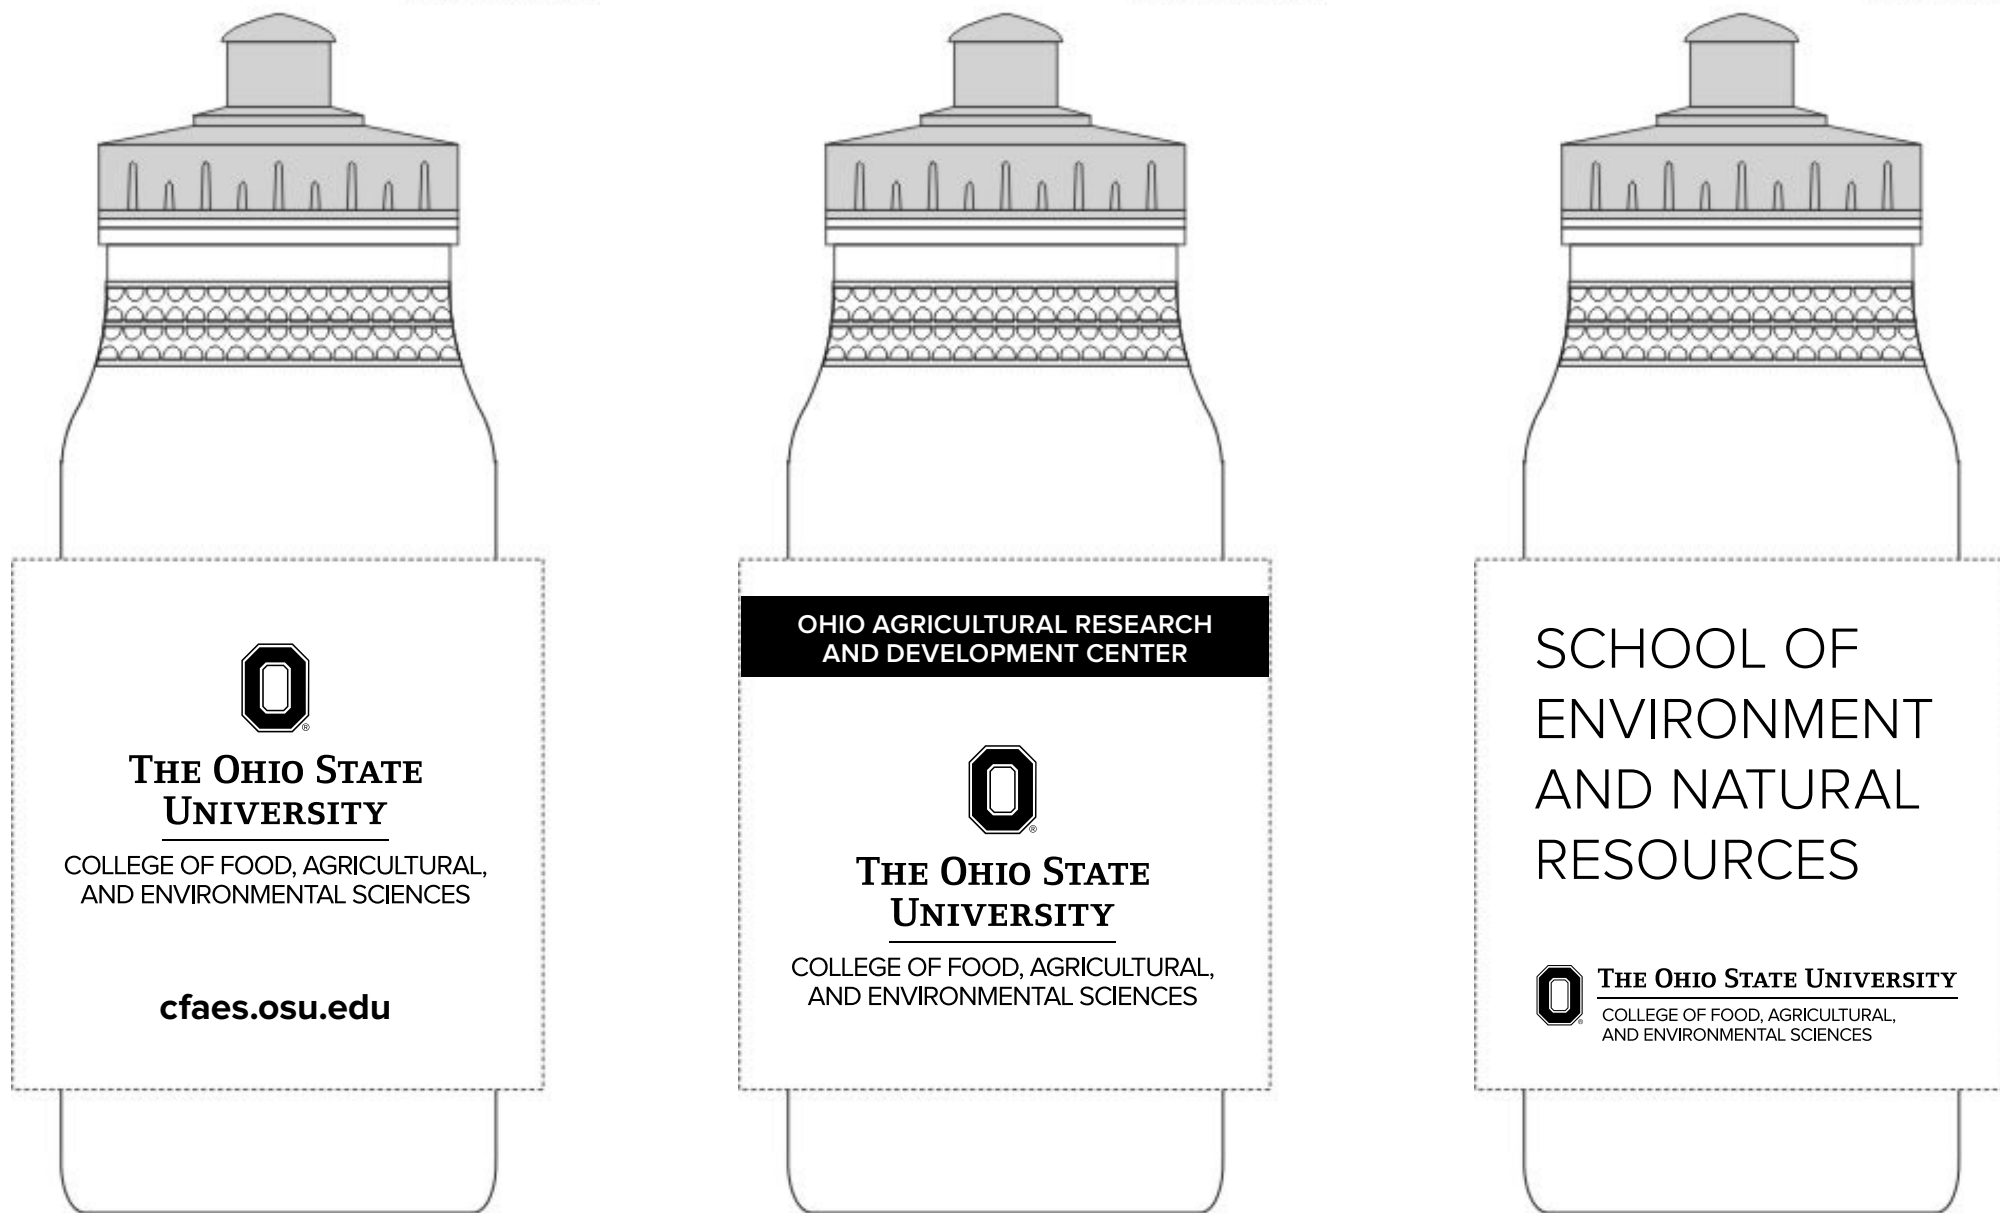 THE OHIO STATE
UNIVERSITY
COLLEGE OF FOOD, AGRICULTURAL,
AND ENVIRONMENTAL SCIENCES
cfaes.osu.edu
OHIO AGRICULTURAL RESEARCH
AND DEVELOPMENT CENTER
THE OHIO STATE
UNIVERSITY
COLLEGE OF FOOD, AGRICULTURAL,
AND ENVIRONMENTAL SCIENCES
SCHOOL OF
ENVIRONMENT
AND NATURAL
RESOURCES
THE OHIO STATE UNIVERSITY
COLLEGE OF FOOD, AGRICULTURAL,
AND ENVIRONMENTAL SCIENCES